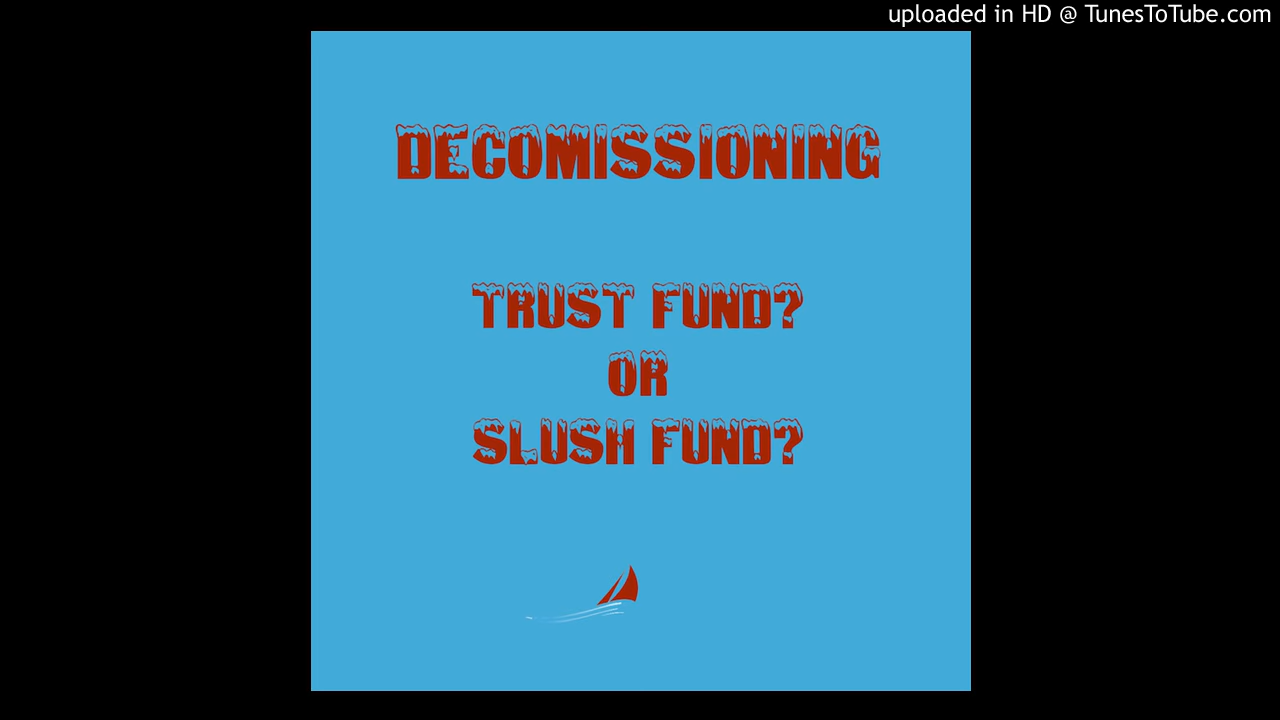 uploaded in HD @ TunesToTube.com
DECOMISSIONING
TRUST FUND?
OR
SLUSH FUND?